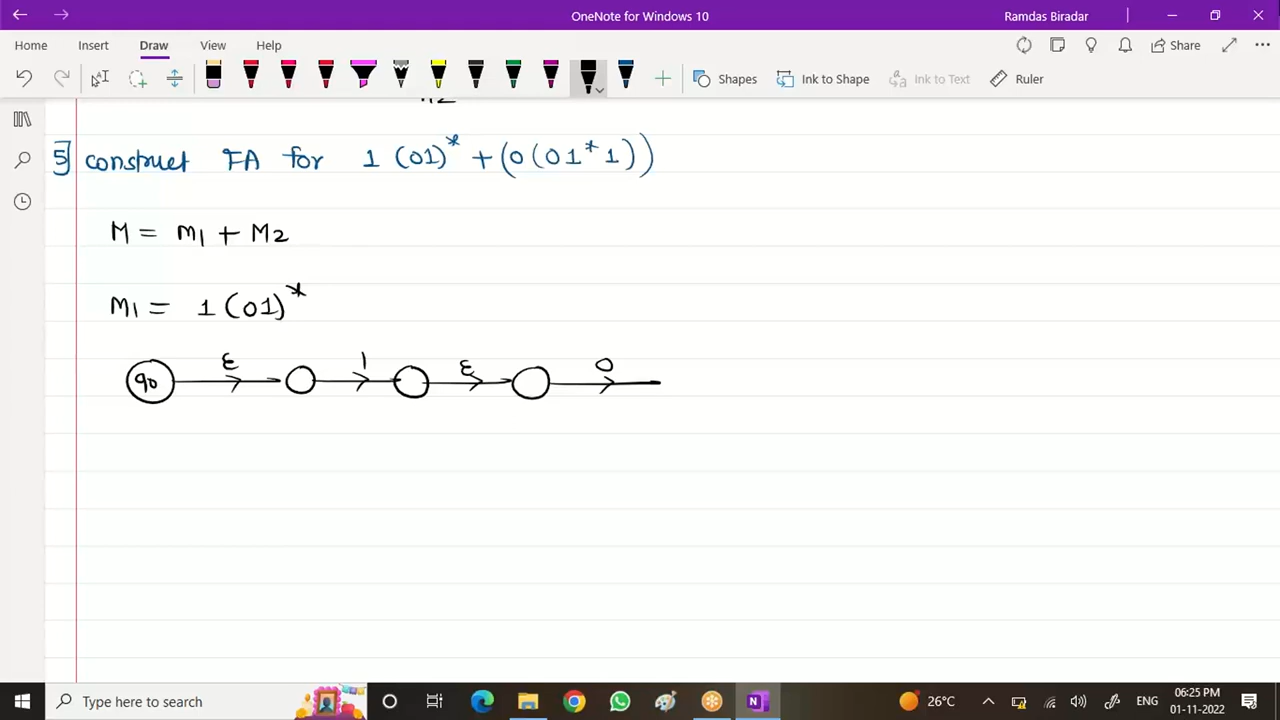 OneNote for Windows 10
Ramdas Biradar
Home Insert Draw View Help
Share
Shapes
Ink to Shape
Ink to Text
Ruler
5] construct FA for 1 (01)* + (0(01*1))
M = M1 + M2
M1 = 1 (01)*
q0 ε 1 ε 0
Type here to search
26°C
ENG
06:25 PM
01-11-2022